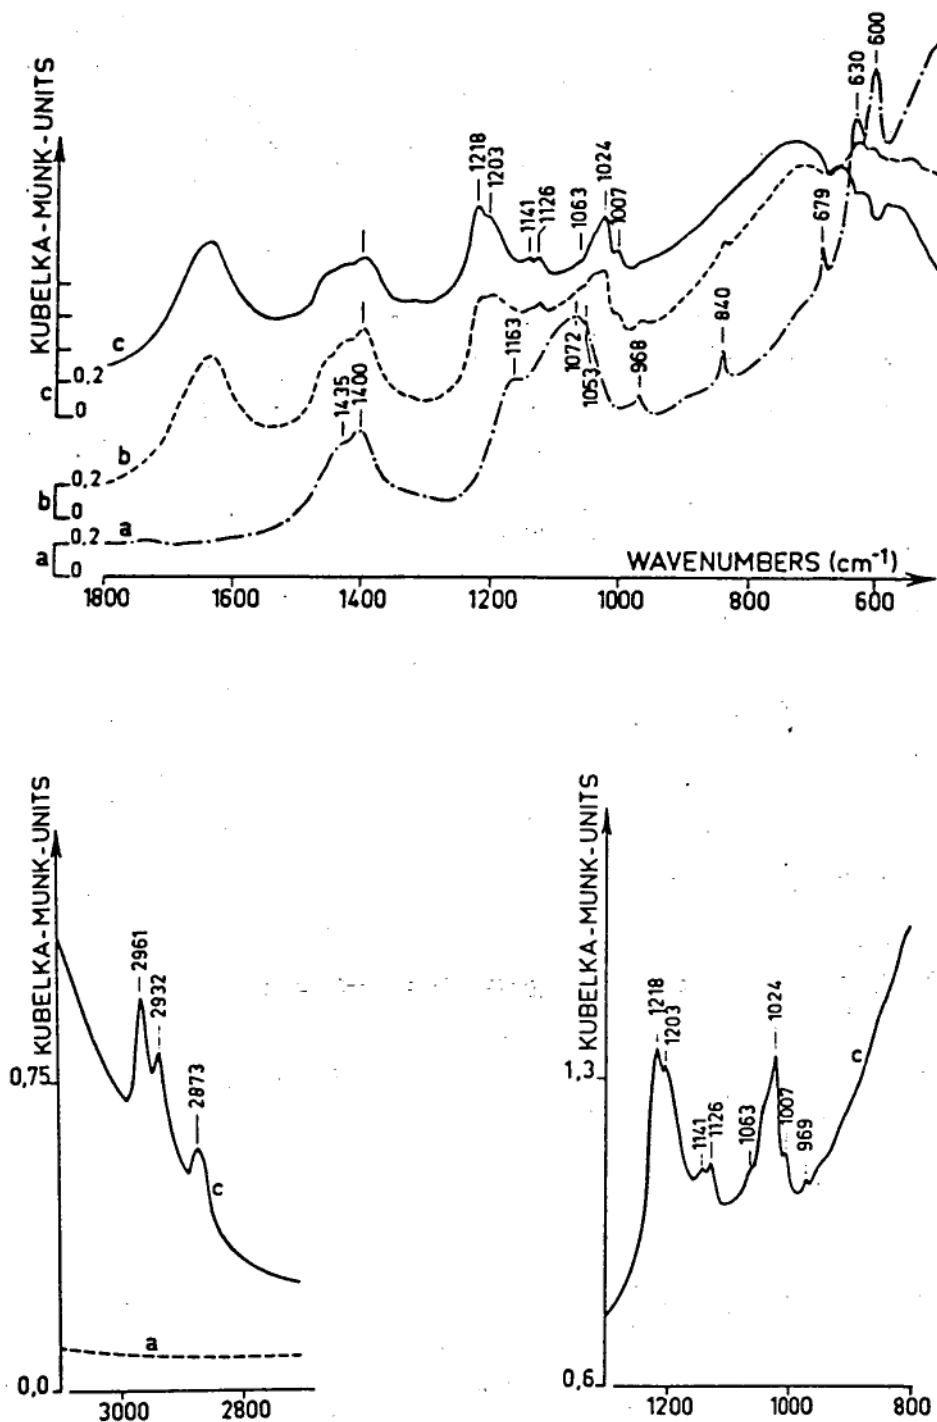 KUBELKA-MUNK-UNITS
600
630
1218
1203
1024
1141
1126
1063
1007
679
c
0,2
c
0
1163
1072
1053
968
840
1435
1400
b
0,2
b
0
a
0,2
a
0
WAVENUMBERS (cm-1)
1800 1600 1400 1200 1000 800 600
KUBELKA-MUNK-UNITS
2961
2932
2873
0,75
c
a
0,0
3000 2800
KUBELKA-MUNK-UNITS
1218
1203
1024
1141
1126
1063
1007
969
c
1,3
0,6
1200 1000 800